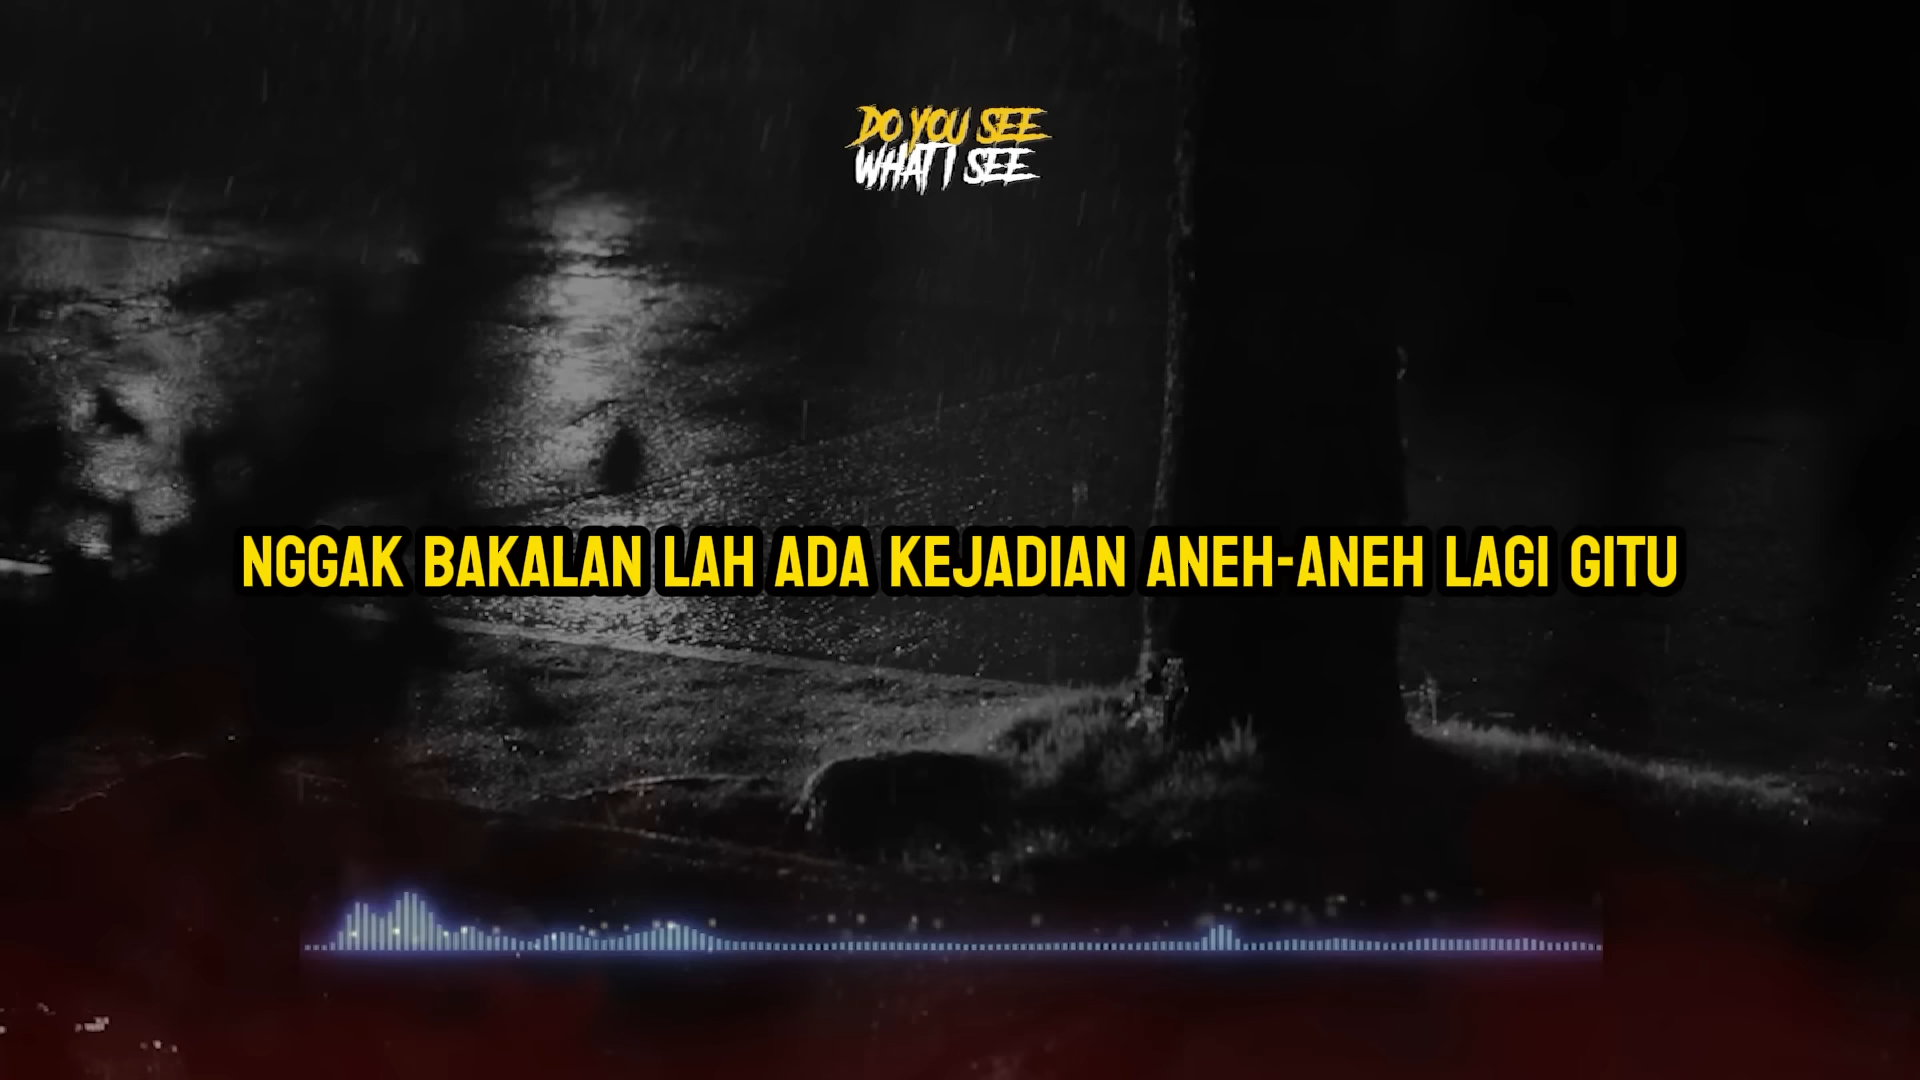 DO YOU SEE
WHAT I SEE
NGGAK BAKALAN LAH ADA KEJADIAN ANEH-ANEH LAGI GITU